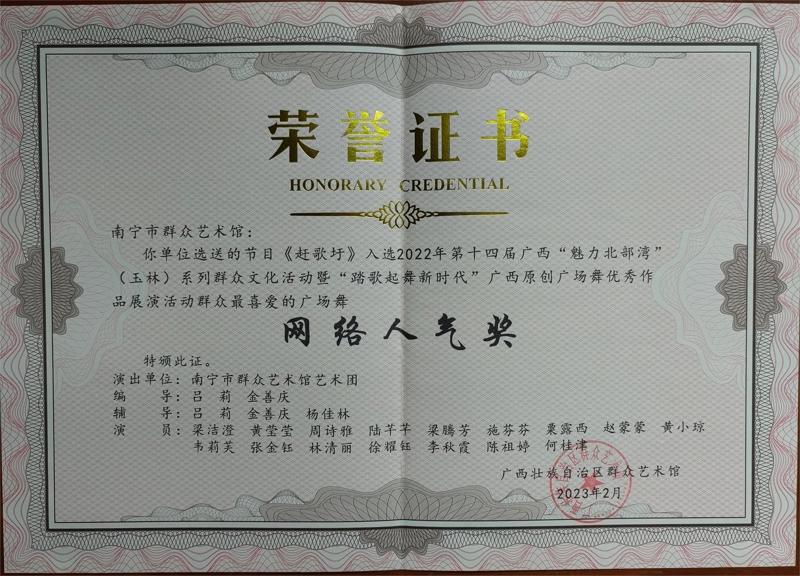 荣誉证书
HONORARY CREDENTIAL
南宁市群众艺术馆：
你单位选送的节目《赶歌圩》入选2022年第十四届广西“魅力北部湾”
（玉林）系列群众文化活动暨“踏歌起舞新时代”广西原创广场舞优秀作
品展演活动群众最喜爱的广场舞
网络人气奖
特颁此证。
演出单位：南宁市群众艺术馆艺术团
编　　导：吕　莉　金善庆
辅　　导：吕　莉　金善庆　杨佳林
演　　员：梁洁澄　黄莹莹　周诗雅　陆芊芊　梁腾芳　施芬芬　粟露西　赵蒙蒙　黄小琼
韦莉芙　张金钰　林清丽　徐耀钰　李秋霞　陈祖婷　何桂津
广西壮族自治区群众艺术馆
2023年2月